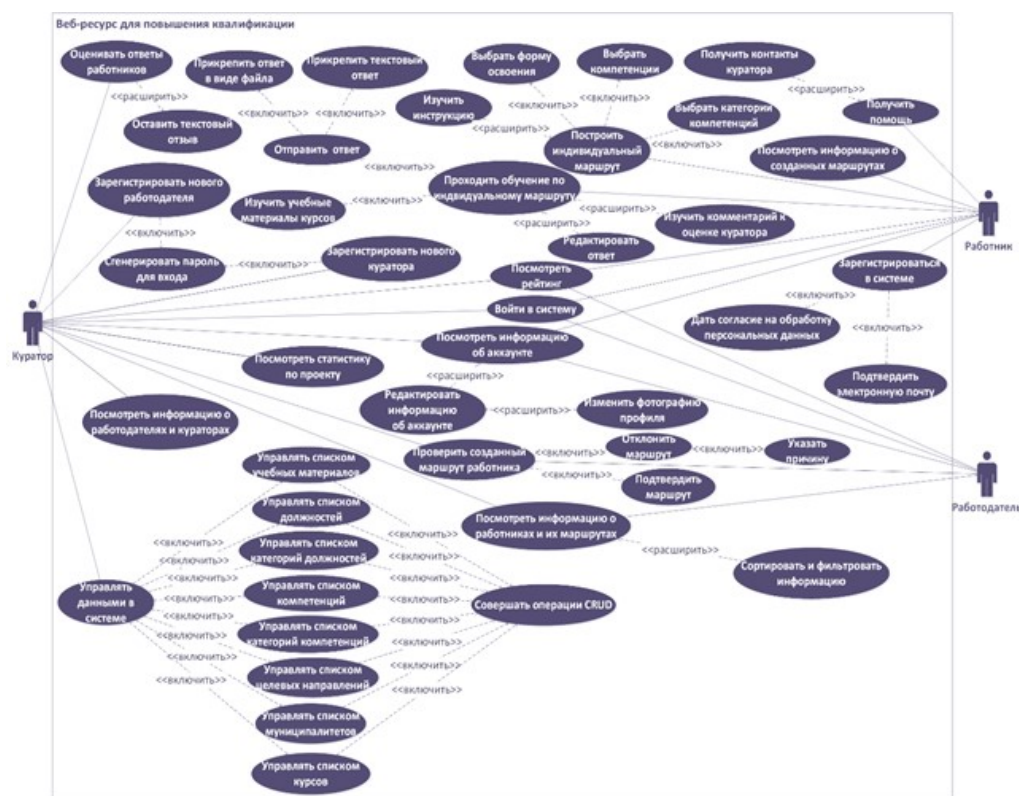 Веб-ресурс для повышения квалификации
Оценивать ответы
работников
<<расширить>>
Оставить текстовый
отзыв
Прикрепить ответ
в виде файла
Прикрепить текстовый
ответ
<<включить>>
<<включить>>
Отправить ответ
<<включить>>
Выбрать форму
освоения
Выбрать
компетенции
Получить контакты
куратора
<<расширить>>
<<включить>>
<<включить>>
Изучить
инструкцию
<<расширить>>
Выбрать категории
компетенций
Получить
помощь
Построить
индивидуальный
маршрут
<<включить>>
Посмотреть информацию о
созданных маршрутах
Зарегистрировать нового
работодателя
Изучить учебные
материалы курсов
<<включить>>
Проходить обучение по
индвидуальному маршруту
<<расширить>>
<<расширить>>
Изучить комментарий к
оценке куратора
Работник
<<включить>>
Сгенерировать пароль
для входа
<<включить>>
Зарегистрировать нового
куратора
Редактировать
ответ
Посмотреть
рейтинг
Зарегистрироваться
в системе
<<включить>>
Войти в систему
Дать согласие на обработку
персональных данных
<<включить>>
Куратор
Посмотреть информацию
об аккаунте
Посмотреть статистику
по проекту
<<расширить>>
Подтвердить
электронную почту
Редактировать
информацию
об аккаунте
<<расширить>>
Изменить фотографию
профиля
Посмотреть информацию о
работодателях и кураторах
Проверить созданный
маршрут работника
<<включить>>
Отклонить
маршрут
<<включить>>
Указать
причину
<<включить>>
Подтвердить
маршрут
Работодатель
Управлять списком
учебных материалов
Управлять списком
должностей
Посмотреть информацию о
работниках и их маршрутах
<<расширить>>
Сортировать и фильтровать
информацию
<<включить>>
<<включить>>
Управлять списком
категорий должностей
<<включить>>
<<включить>>
<<включить>>
<<включить>>
Управлять
данными в
системе
<<включить>>
Управлять списком
компетенций
<<включить>>
Совершать операции CRUD
<<включить>>
Управлять списком
категорий компетенций
<<включить>>
<<включить>>
<<включить>>
Управлять списком
целевых направлений
<<включить>>
<<включить>>
<<включить>>
<<включить>>
Управлять списком
муниципалитетов
Управлять списком
курсов